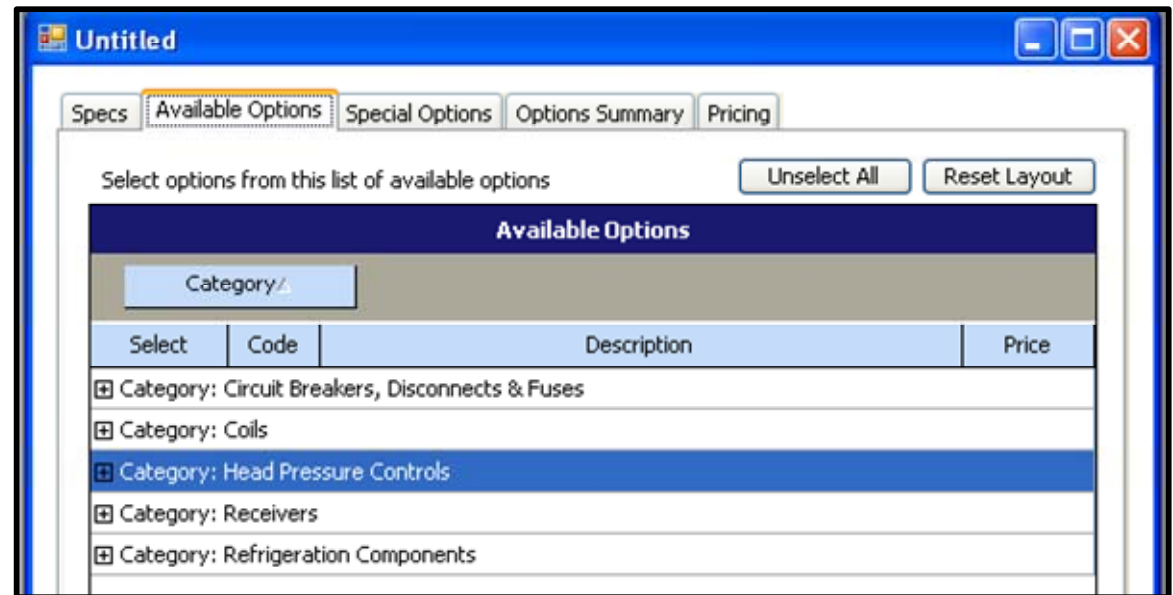 Untitled
Specs Available Options Special Options Options Summary Pricing
Select options from this list of available options Unselect All Reset Layout
Available Options
Category
Select Code Description Price
Category: Circuit Breakers, Disconnects & Fuses
Category: Coils
Category: Head Pressure Controls
Category: Receivers
Category: Refrigeration Components